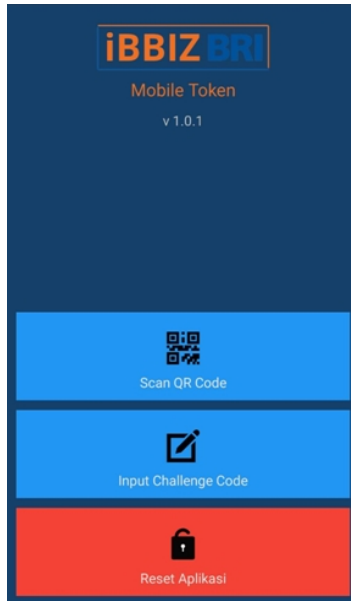 iBBIZ BRI
Mobile Token
v 1.0.1
Scan QR Code
Input Challenge Code
Reset Aplikasi